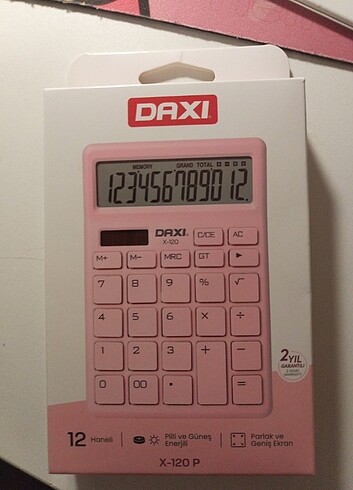 DAXI
MEMORY GRAND TOTAL
123456789012.
DAXI
X-120
C/CE AC
M+ M- MRC GT ▶
7 8 9 % √
4 5 6 × ÷
1 2 3 + −
0 00 • =
2 YIL
GARANTİLİ
12 Haneli
Pilli ve Güneş
Enerjili
Parlak ve
Geniş Ekran
X-120 P